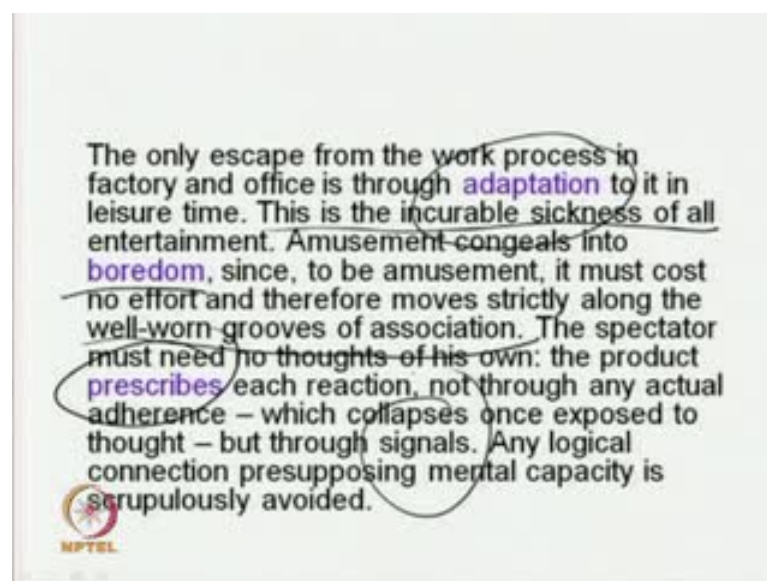 The only escape from the work process in
factory and office is through adaptation to it in
leisure time. This is the incurable sickness of all
entertainment. Amusement congeals into
boredom, since, to be amusement, it must cost
no effort and therefore moves strictly along the
well-worn grooves of association. The spectator
must need no thoughts of his own: the product
prescribes each reaction, not through any actual
adherence – which collapses once exposed to
thought – but through signals. Any logical
connection presupposing mental capacity is
scrupulously avoided.
NPTEL